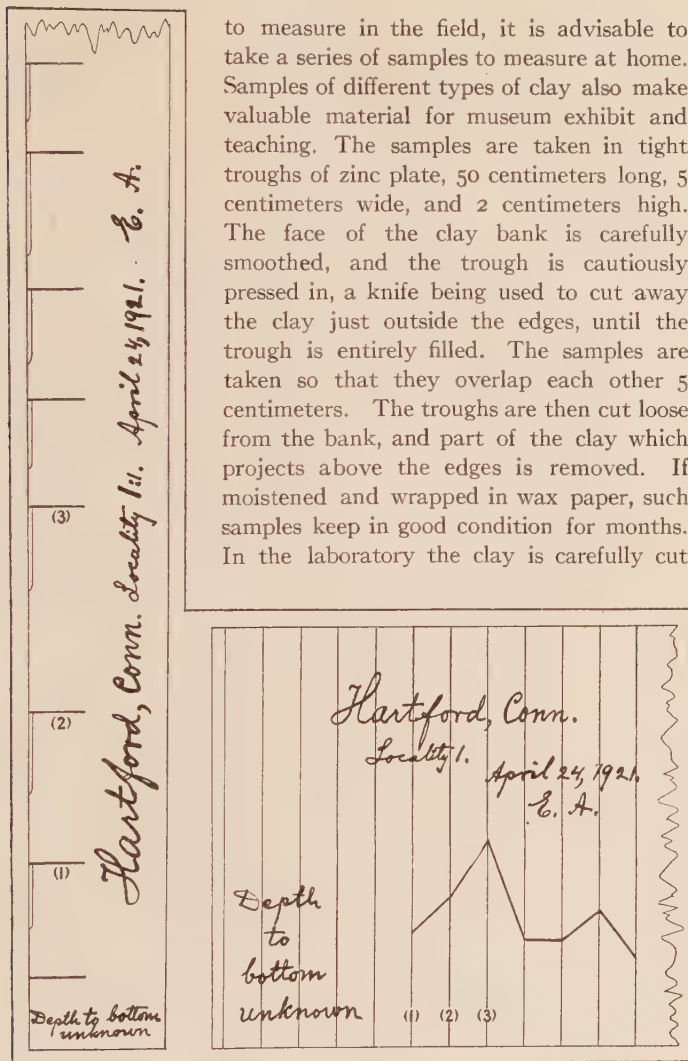 to measure in the field, it is advisable to
take a series of samples to measure at home.
Samples of different types of clay also make
valuable material for museum exhibit and
teaching. The samples are taken in tight
troughs of zinc plate, 50 centimeters long, 5
centimeters wide, and 2 centimeters high.
The face of the clay bank is carefully
smoothed, and the trough is cautiously
pressed in, a knife being used to cut away
the clay just outside the edges, until the
trough is entirely filled. The samples are
taken so that they overlap each other 5
centimeters. The troughs are then cut loose
from the bank, and part of the clay which
projects above the edges is removed. If
moistened and wrapped in wax paper, such
samples keep in good condition for months.
In the laboratory the clay is carefully cut
Hartford, Conn. Locality 1:1. April 24, 1921. E. A.
(3)
(2)
(1)
Depth to bottom
unknown
Hartford, Conn.
Locality 1.
April 24, 1921.
E. A.
Depth
to
bottom
unknown
(1) (2) (3)